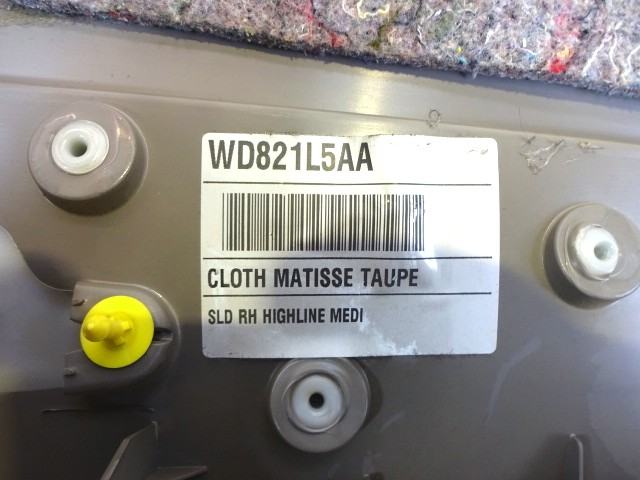 WD821L5AA
CLOTH MATISSE TAUPE
SLD RH HIGHLINE MEDI